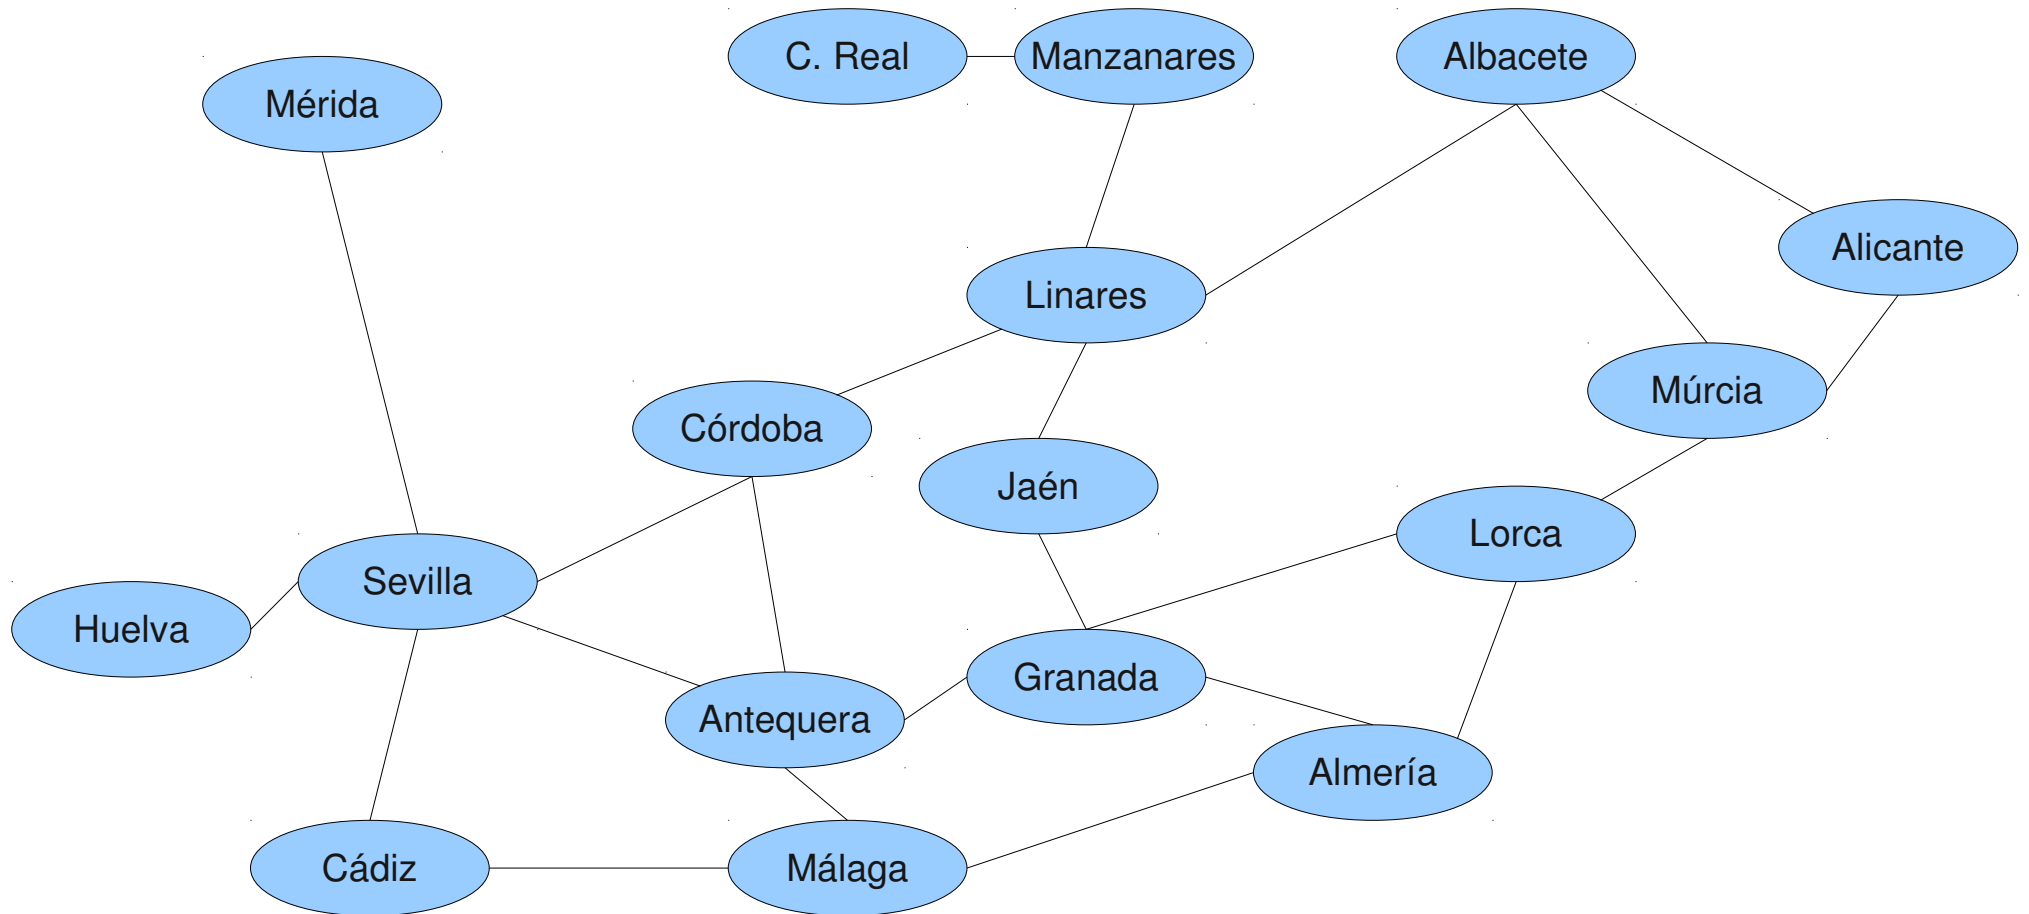 C. Real
Manzanares
Albacete
Mérida
Alicante
Linares
Múrcia
Córdoba
Jaén
Lorca
Sevilla
Huelva
Granada
Antequera
Almería
Cádiz
Málaga